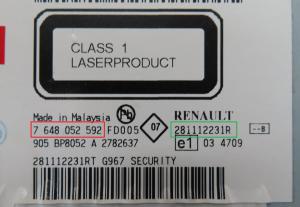 CLASS 1
LASERPRODUCT
Made in Malaysia Pb RENAULT
7 648 052 592 FD005 07 281112231R --B
905 BP8052 A 2782637 e1 03 4709
281112231RT G967 SECURITY